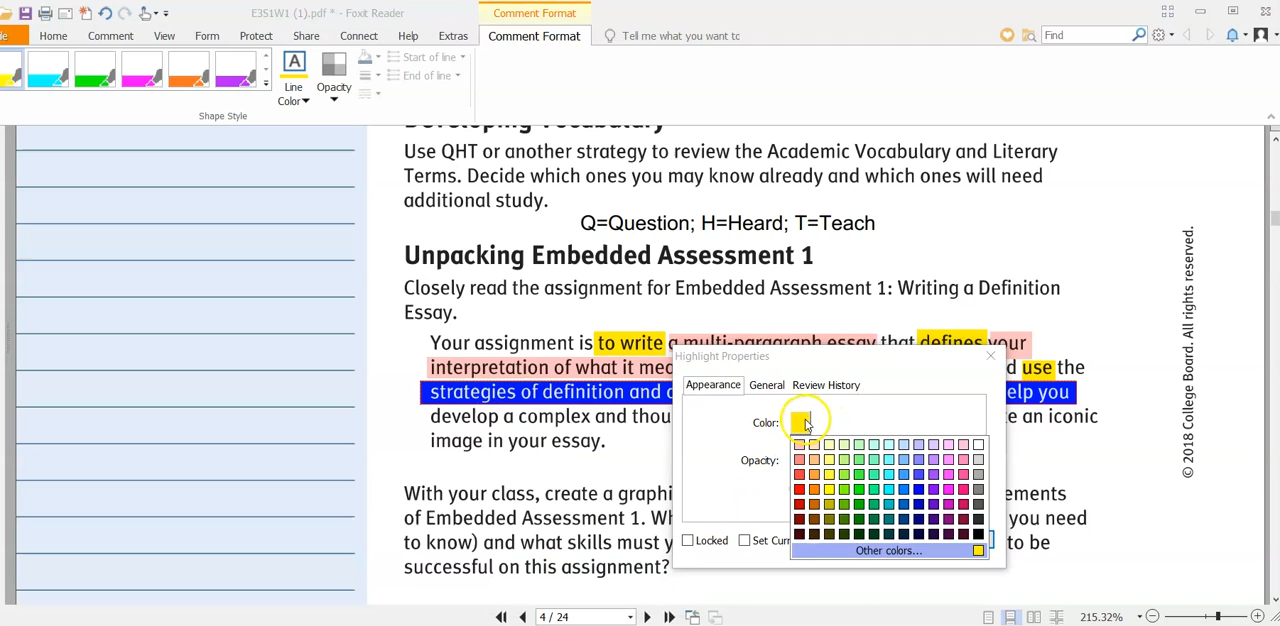 E3S1W1 (1).pdf * - Foxit Reader
Comment Format
Home Comment View Form Protect Share Connect Help Extras Comment Format Tell me what you want to Find
Line
Color
Opacity
Start of line
End of line
Shape Style
Developing Vocabulary
Use QHT or another strategy to review the Academic Vocabulary and Literary
Terms. Decide which ones you may know already and which ones will need
additional study.
Q=Question; H=Heard; T=Teach
Unpacking Embedded Assessment 1
Closely read the assignment for Embedded Assessment 1: Writing a Definition
Essay.
Your assignment is to write a multi-paragraph essay that defines your
interpretation of what it use the
strategies of definition and you
develop a complex and an iconic
image in your essay.
With your class, create a
of Embedded Assessment 1. you need
to know) and what skills must to be
successful on this assignment?
© 2018 College Board. All rights reserved.
Highlight Properties
Appearance General Review History
Color:
Opacity:
Other colors...
Locked Set
4 / 24
215.32%